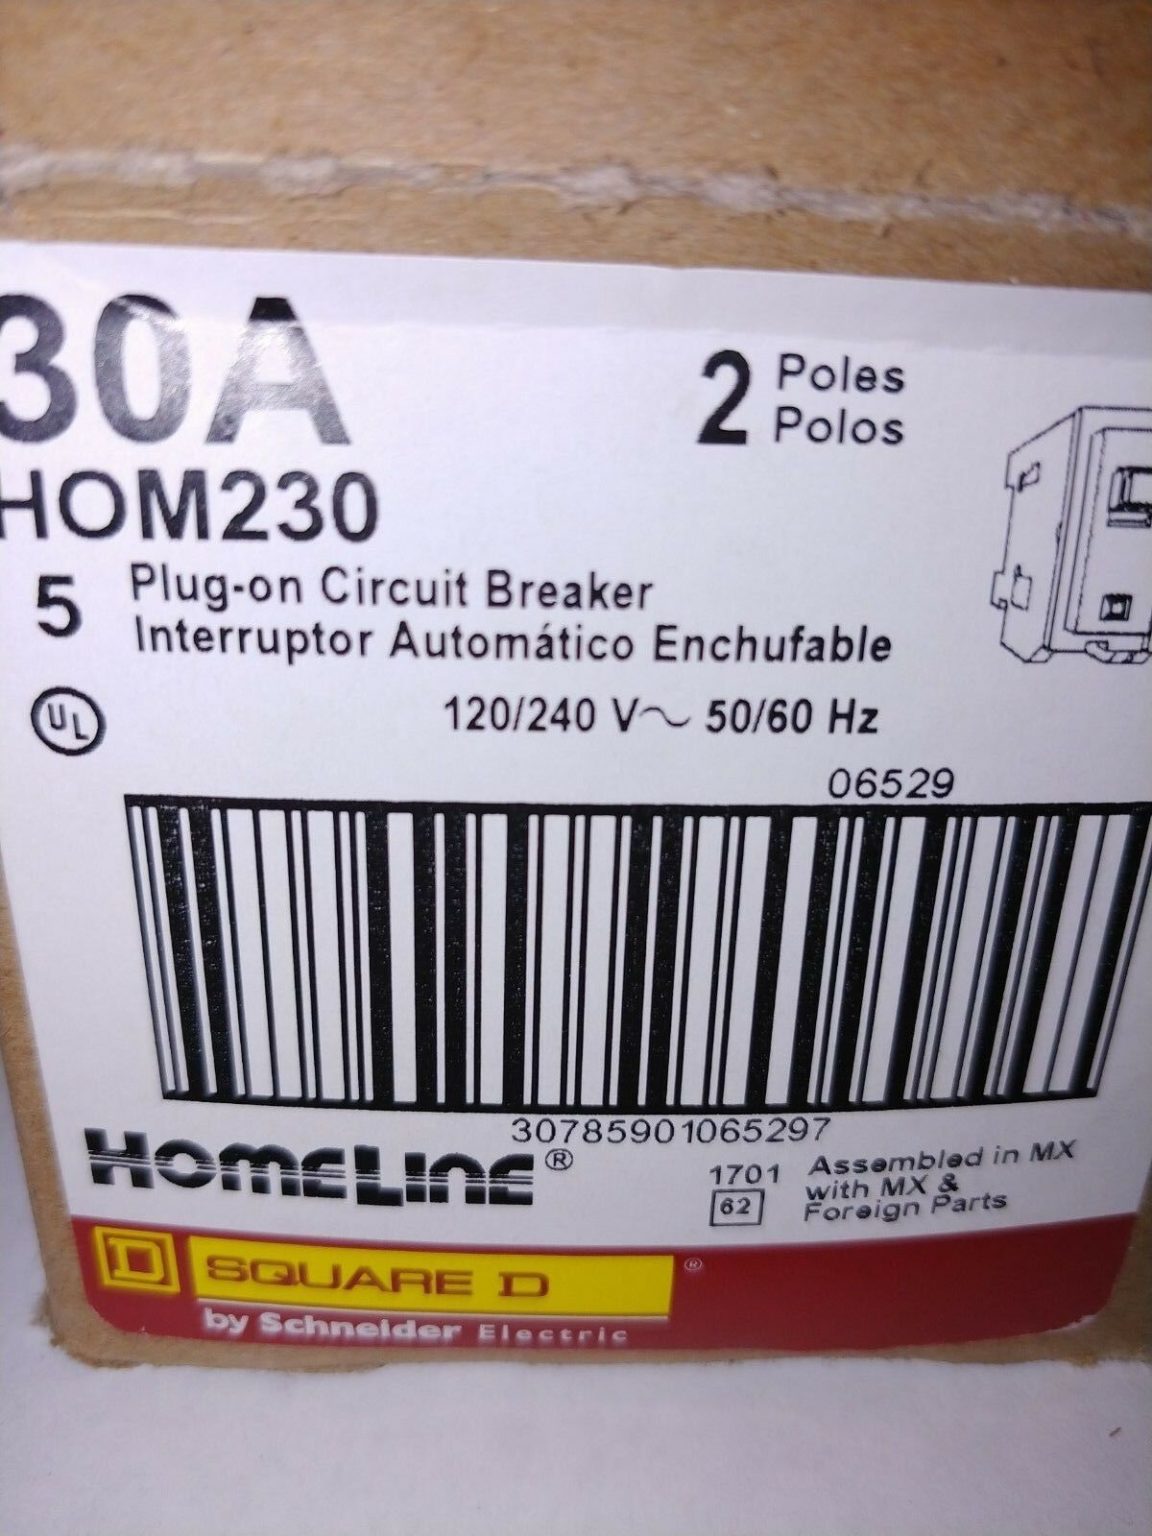 30A
2 Poles
Polos
HOM230
5 Plug-on Circuit Breaker
Interruptor Automático Enchufable
UL
120/240 V~ 50/60 Hz
06529
30785901065297
HOMELINE®
1701 Assembled in MX
62 with MX &
Foreign Parts
D SQUARE D ®
by Schneider Electric